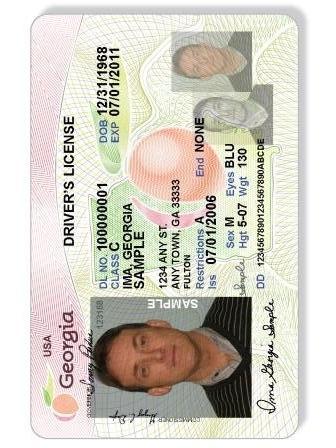 USA
Georgia
DRIVER'S LICENSE
DL NO. 100000001
DOB 12/31/1968
CLASS C
EXP 07/01/2011
IMA GEORGIA
SAMPLE
1234 ANY ST.
ANY TOWN, GA 33333
FULTON
Restrictions A
End NONE
Iss 07/01/2006
Sex M
Eyes BLU
Hgt 5-07
Wgt 130
DD 12345678901234567890ABCDE
SAMPLE
COMMISSIONER
Ima Georgia Sample